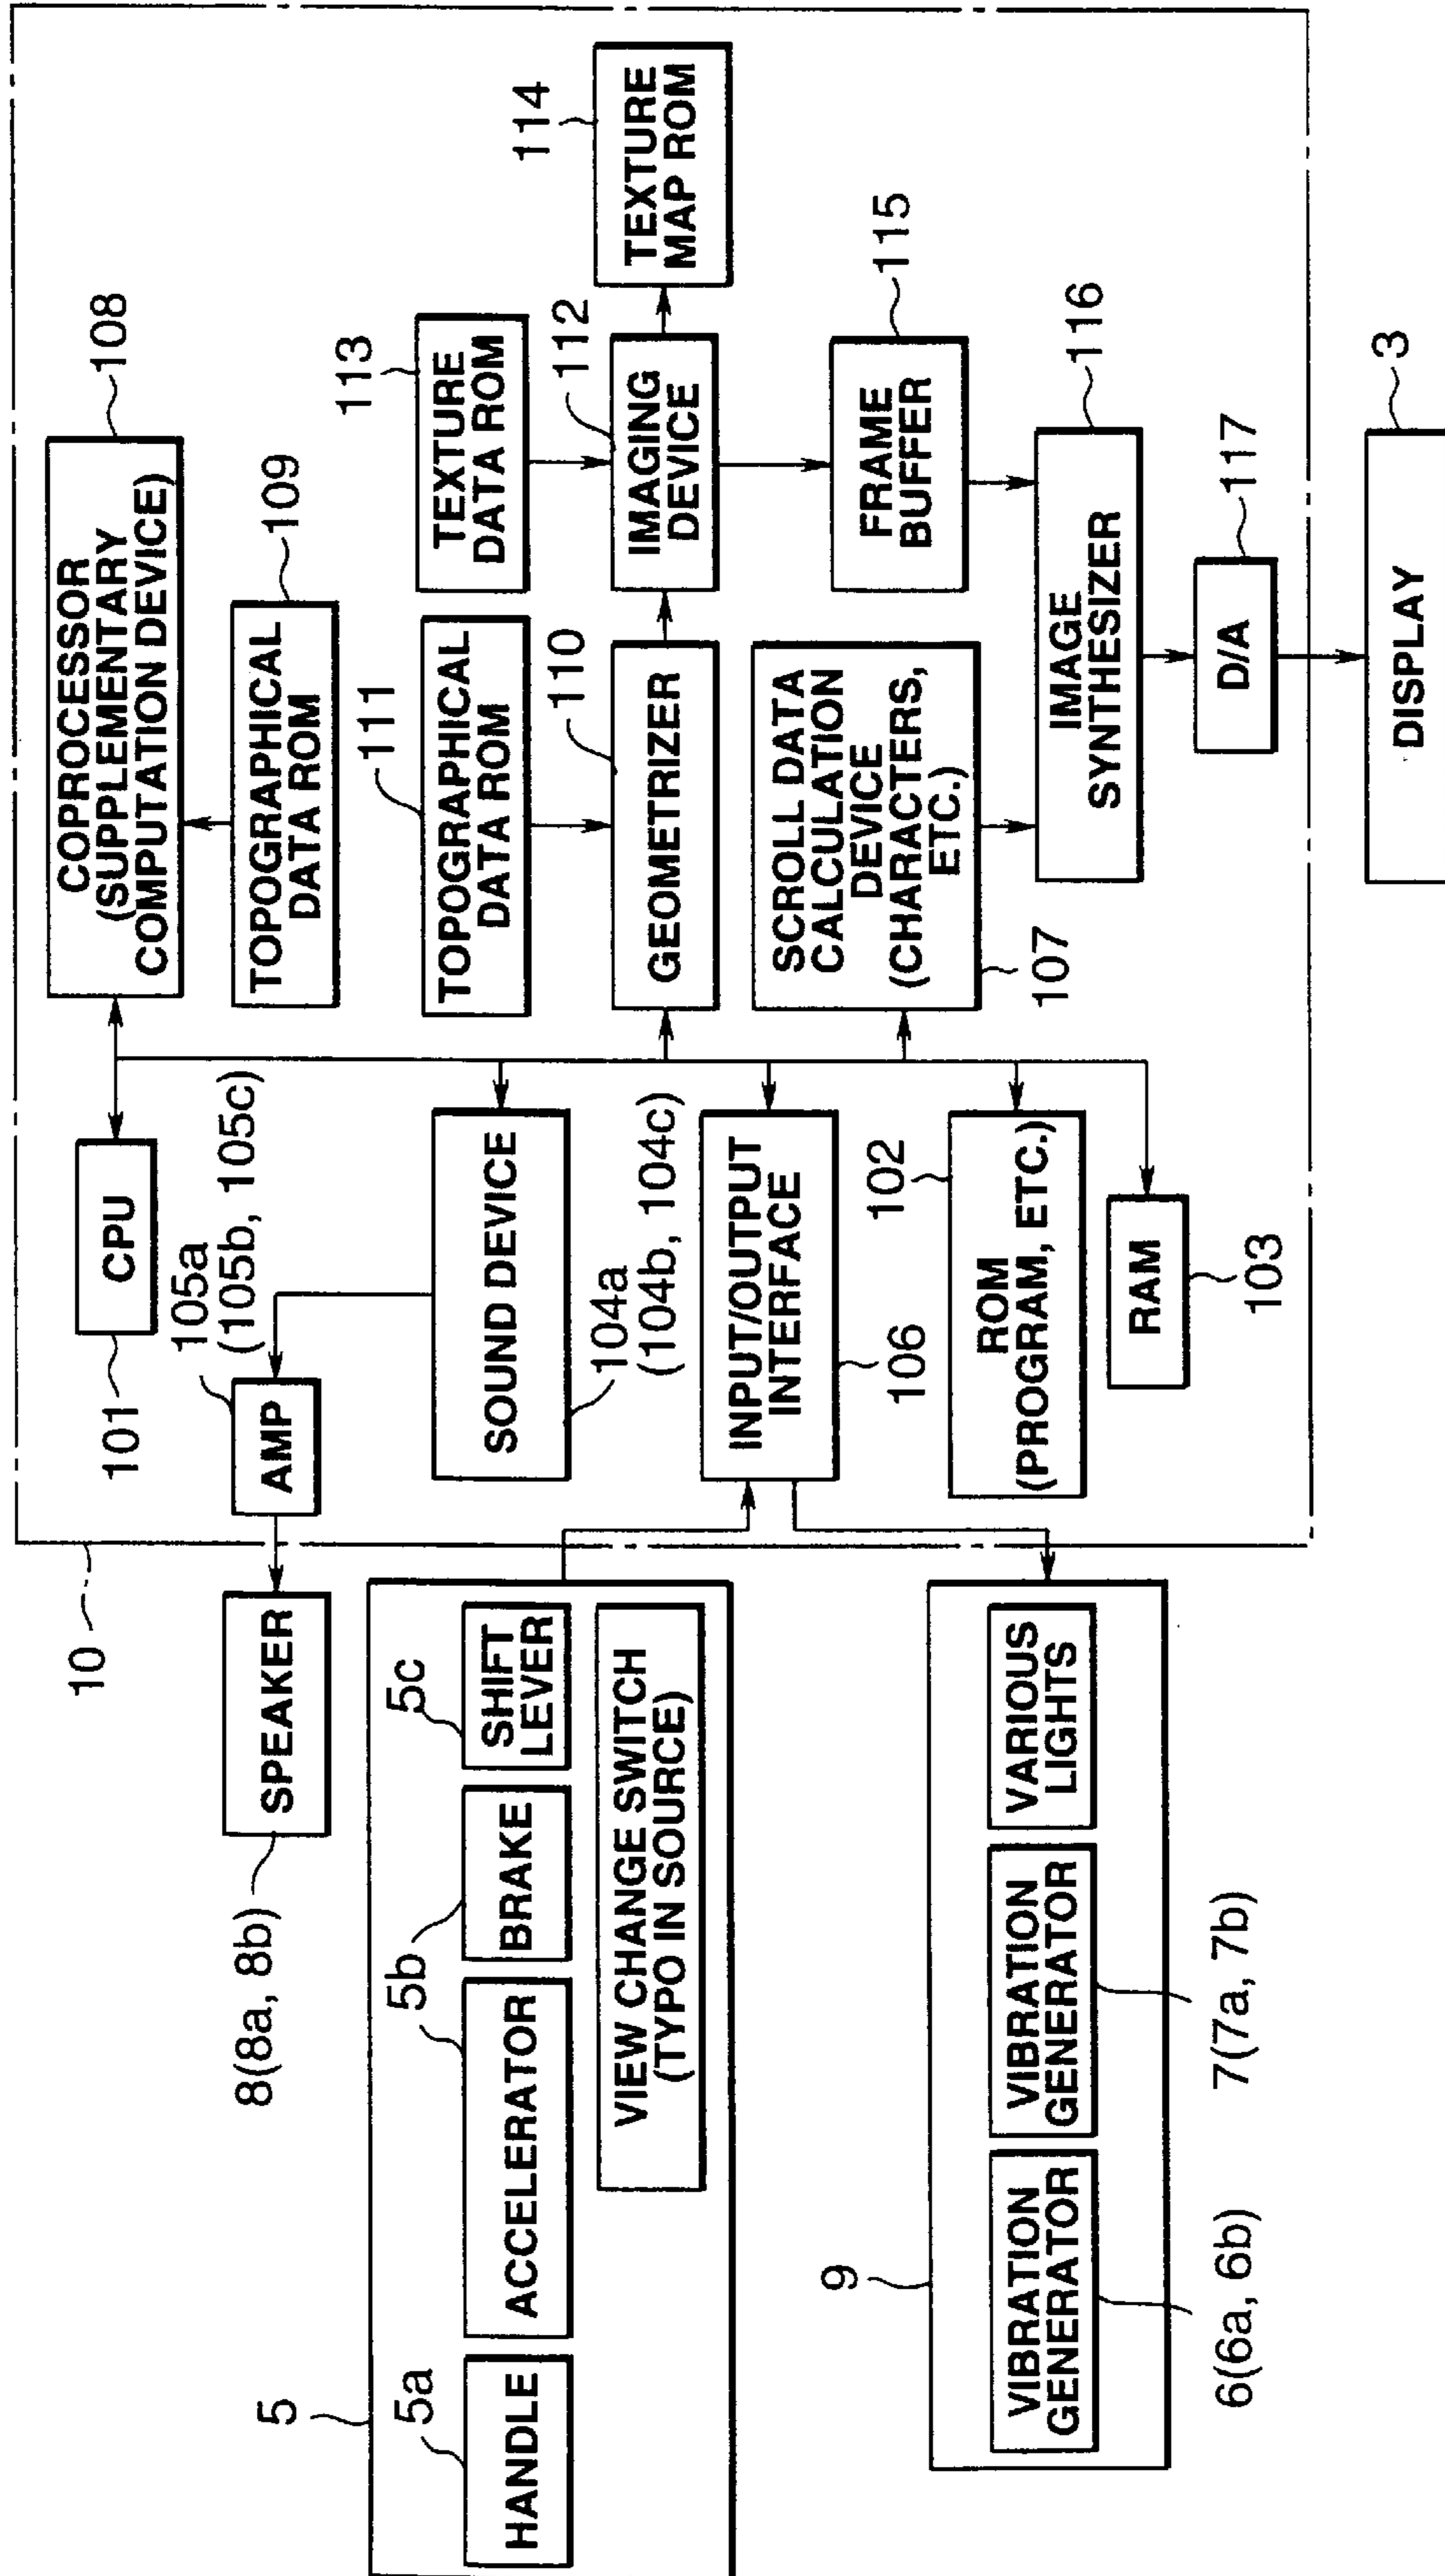 10
101
CPU
108
COPROCESSOR
(SUPPLEMENTARY
COMPUTATION DEVICE)
109
TOPOGRAPHICAL
DATA ROM
8(8a, 8b)
SPEAKER
AMP
105a
(105b, 105c)
SOUND DEVICE
104a
(104b, 104c)
111
TOPOGRAPHICAL
DATA ROM
113
TEXTURE
DATA ROM
110
GEOMETRIZER
112
IMAGING
DEVICE
114
TEXTURE
MAP ROM
5
5a
HANDLE
5b
ACCELERATOR
BRAKE
5c
SHIFT
LEVER
VIEW CHANGE SWITCH
(TYPO IN SOURCE)
INPUT/OUTPUT
INTERFACE
106
SCROLL DATA
CALCULATION
DEVICE
(CHARACTERS,
ETC.)
107
FRAME
BUFFER
115
9
VIBRATION
GENERATOR
6(6a, 6b)
VIBRATION
GENERATOR
7(7a, 7b)
VARIOUS
LIGHTS
102
ROM
(PROGRAM, ETC.)
RAM
103
IMAGE
SYNTHESIZER
116
D/A
117
DISPLAY
3